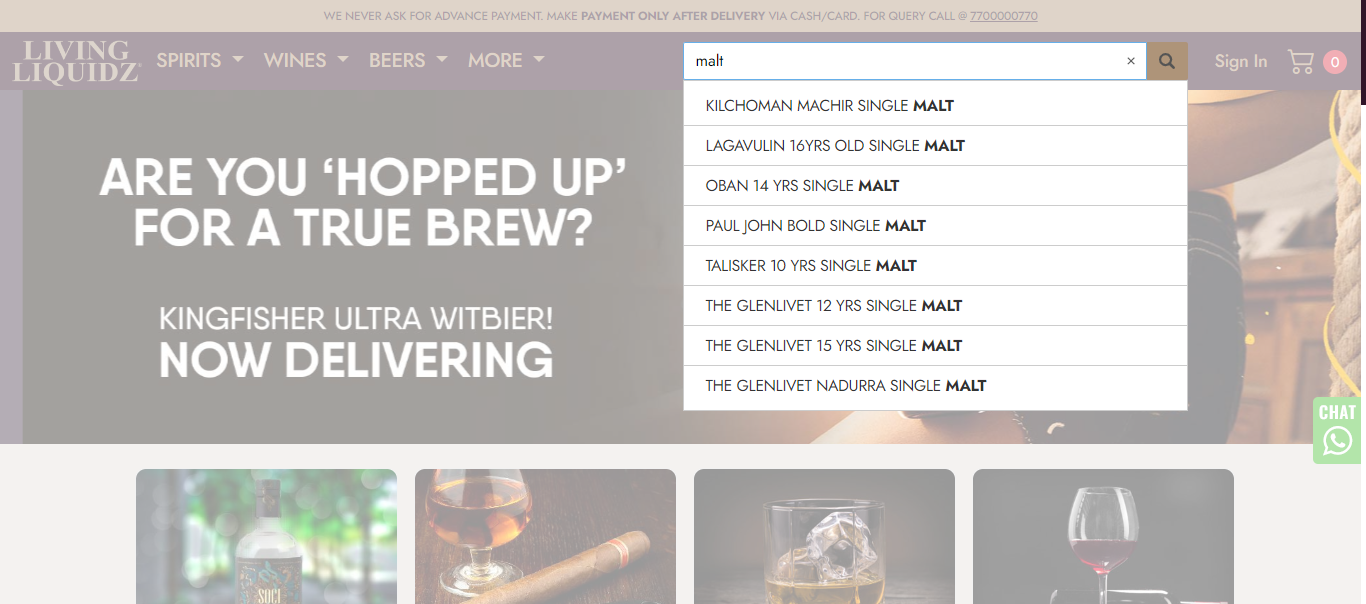 WE NEVER ASK FOR ADVANCE PAYMENT. MAKE PAYMENT ONLY AFTER DELIVERY VIA CASH/CARD. FOR QUERY CALL @ 7700000770
LIVING
LIQUIDZ
SPIRITS WINES BEERS MORE
malt ×
Sign In 0
KILCHOMAN MACHIR SINGLE MALT
LAGAVULIN 16YRS OLD SINGLE MALT
OBAN 14 YRS SINGLE MALT
PAUL JOHN BOLD SINGLE MALT
TALISKER 10 YRS SINGLE MALT
THE GLENLIVET 12 YRS SINGLE MALT
THE GLENLIVET 15 YRS SINGLE MALT
THE GLENLIVET NADURRA SINGLE MALT
ARE YOU ‘HOPPED UP’
FOR A TRUE BREW?
KINGFISHER ULTRA WITBIER!
NOW DELIVERING
CHAT
SOCI